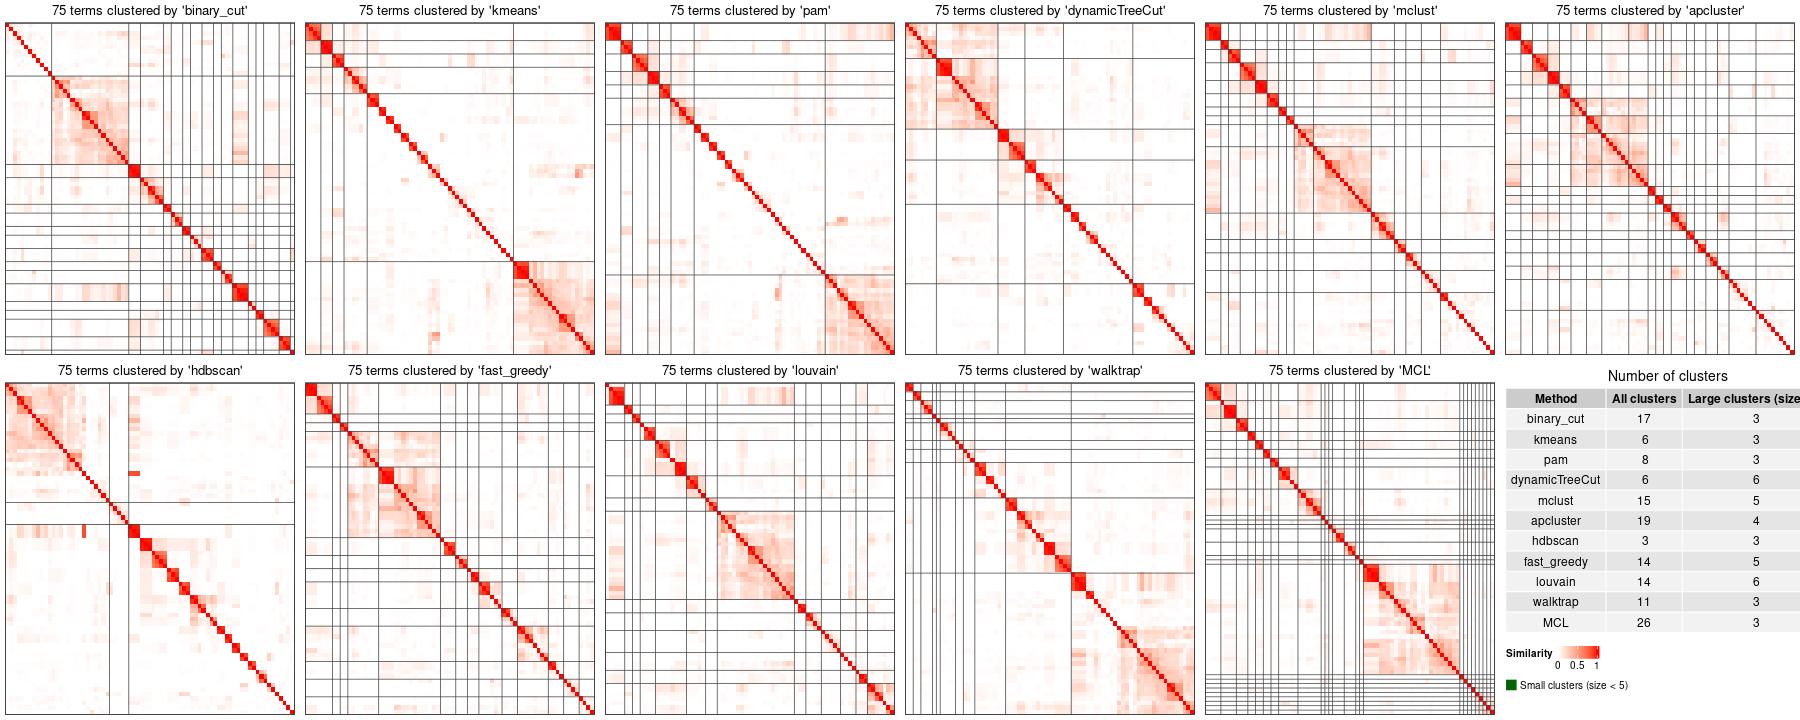 75 terms clustered by 'binary_cut'
75 terms clustered by 'kmeans'
75 terms clustered by 'pam'
75 terms clustered by 'dynamicTreeCut'
75 terms clustered by 'mclust'
75 terms clustered by 'apcluster'
75 terms clustered by 'hdbscan'
75 terms clustered by 'fast_greedy'
75 terms clustered by 'louvain'
75 terms clustered by 'walktrap'
75 terms clustered by 'MCL'
Number of clusters
Method All clusters Large clusters (size
binary_cut 17 3
kmeans 6 3
pam 8 3
dynamicTreeCut 6 6
mclust 15 5
apcluster 19 4
hdbscan 3 3
fast_greedy 14 5
louvain 14 6
walktrap 11 3
MCL 26 3
Similarity
0 0.5 1
Small clusters (size < 5)